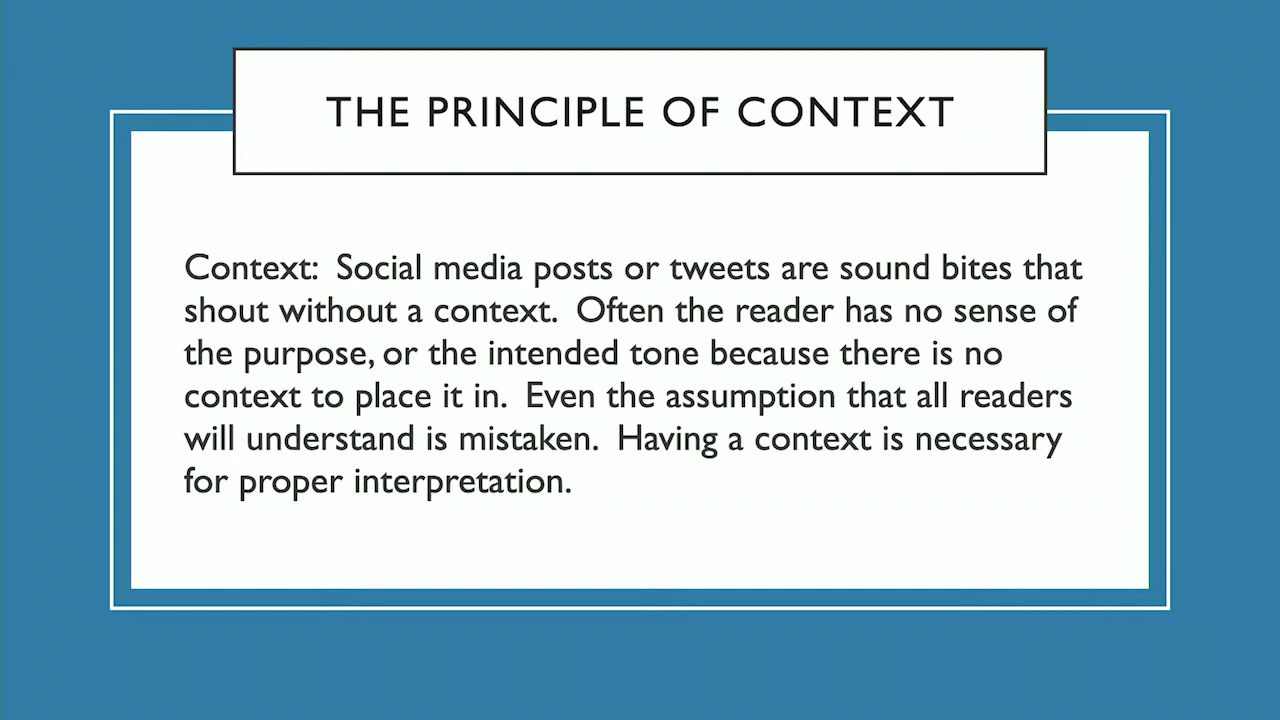 THE PRINCIPLE OF CONTEXT
Context:  Social media posts or tweets are sound bites that
shout without a context.  Often the reader has no sense of
the purpose, or the intended tone because there is no
context to place it in.  Even the assumption that all readers
will understand is mistaken.  Having a context is necessary
for proper interpretation.